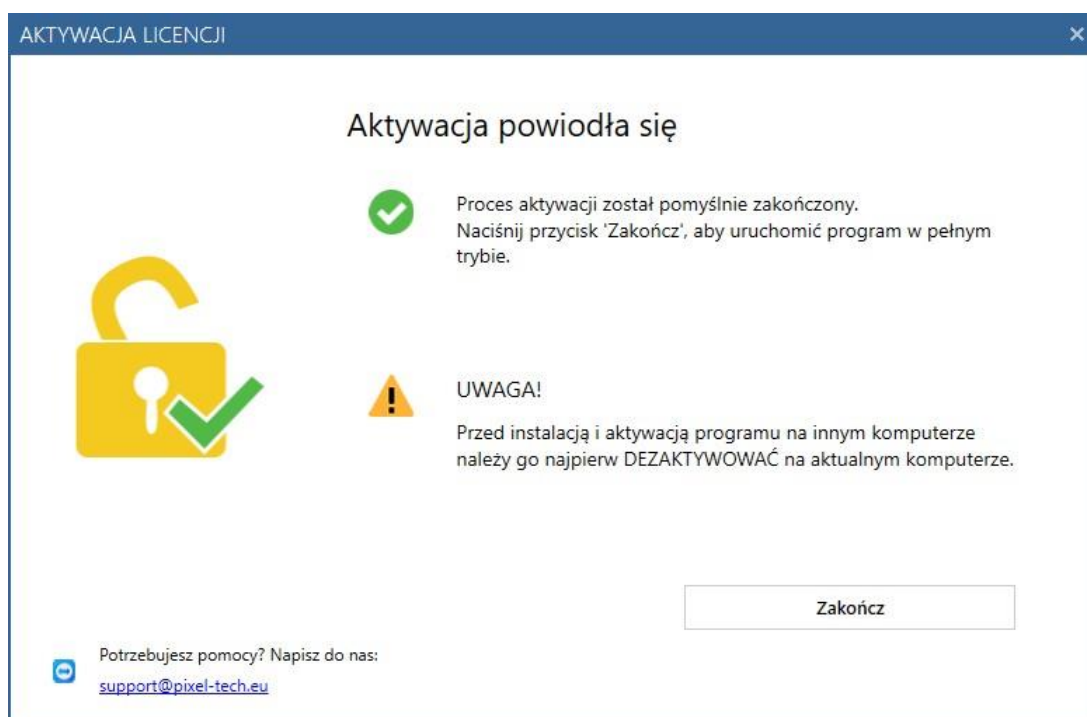 AKTYWACJA LICENCJI
Aktywacja powiodła się
Proces aktywacji został pomyślnie zakończony.
Naciśnij przycisk 'Zakończ', aby uruchomić program w pełnym
trybie.
UWAGA!
Przed instalacją i aktywacją programu na innym komputerze
należy go najpierw DEZAKTYWOWAĆ na aktualnym komputerze.
Zakończ
Potrzebujesz pomocy? Napisz do nas:
support@pixel-tech.eu